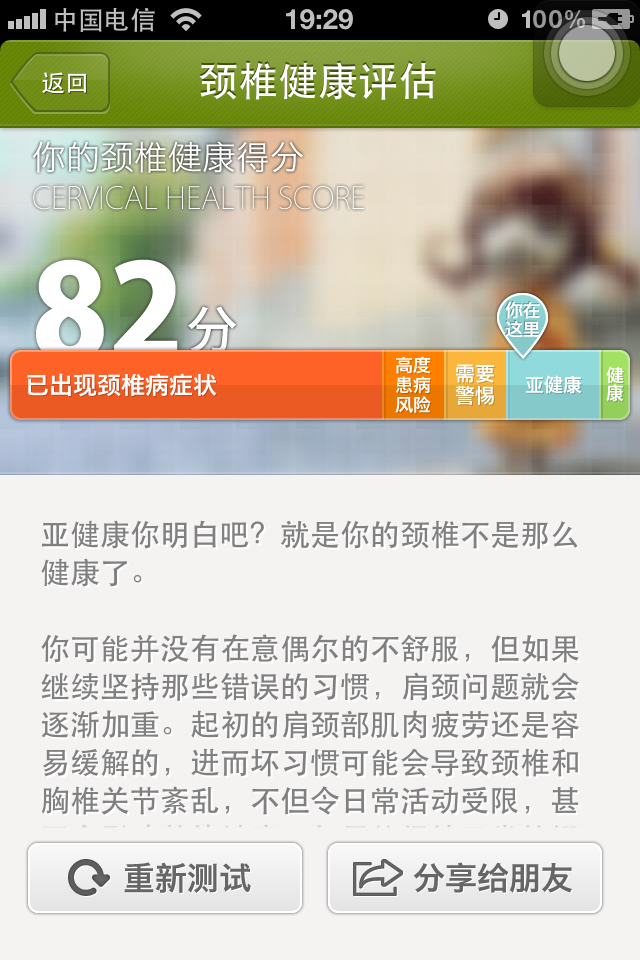 中国电信 19:29 100%
返回 颈椎健康评估
你的颈椎健康得分
CERVICAL HEALTH SCORE
82分
你在
这里
已出现颈椎病症状
高度
患病
风险
需要
警惕
亚健康
健
康
亚健康你明白吧？就是你的颈椎不是那么
健康了。
你可能并没有在意偶尔的不舒服，但如果
继续坚持那些错误的习惯，肩颈问题就会
逐渐加重。起初的肩颈部肌肉疲劳还是容
易缓解的，进而坏习惯可能会导致颈椎和
胸椎关节紊乱，不但令日常活动受限，甚
重新测试 分享给朋友